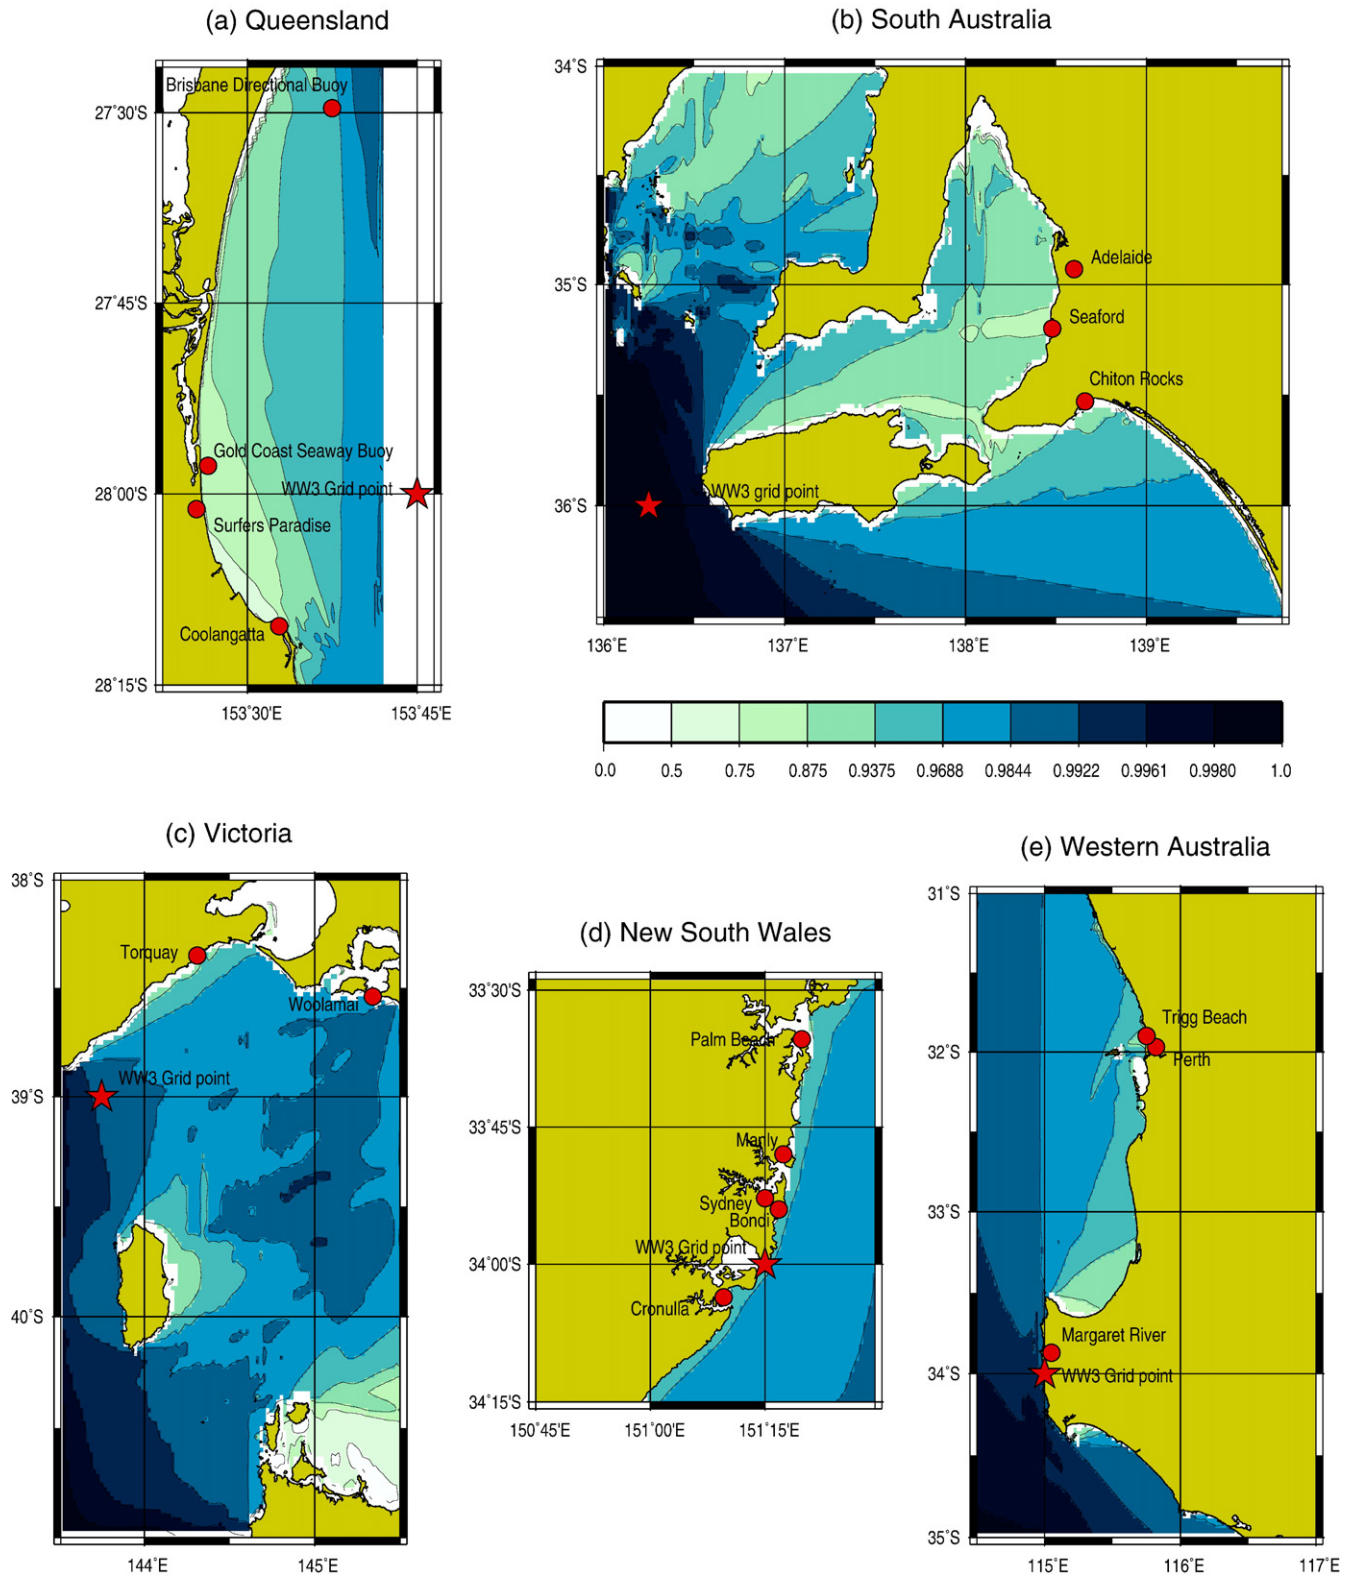 (a) Queensland
(b) South Australia
Brisbane Directional Buoy
27°30'S
27°45'S
Gold Coast Seaway Buoy
WW3 Grid point
28°00'S
Surfers Paradise
Coolangatta
28°15'S
153°30'E
153°45'E
34°S
Adelaide
35°S
Seaford
Chiton Rocks
WW3 grid point
36°S
136°E
137°E
138°E
139°E
0.0
0.5
0.75
0.875
0.9375
0.9688
0.9844
0.9922
0.9961
0.9980
1.0
(c) Victoria
38°S
Torquay
Woolamai
WW3 Grid point
39°S
40°S
144°E
145°E
(d) New South Wales
33°30'S
Palm Beach
33°45'S
Manly
Sydney
Bondi
WW3 Grid point
34°00'S
Cronulla
34°15'S
150°45'E
151°00'E
151°15'E
(e) Western Australia
31°S
Trigg Beach
32°S
Perth
33°S
Margaret River
34°S
WW3 Grid point
35°S
115°E
116°E
117°E